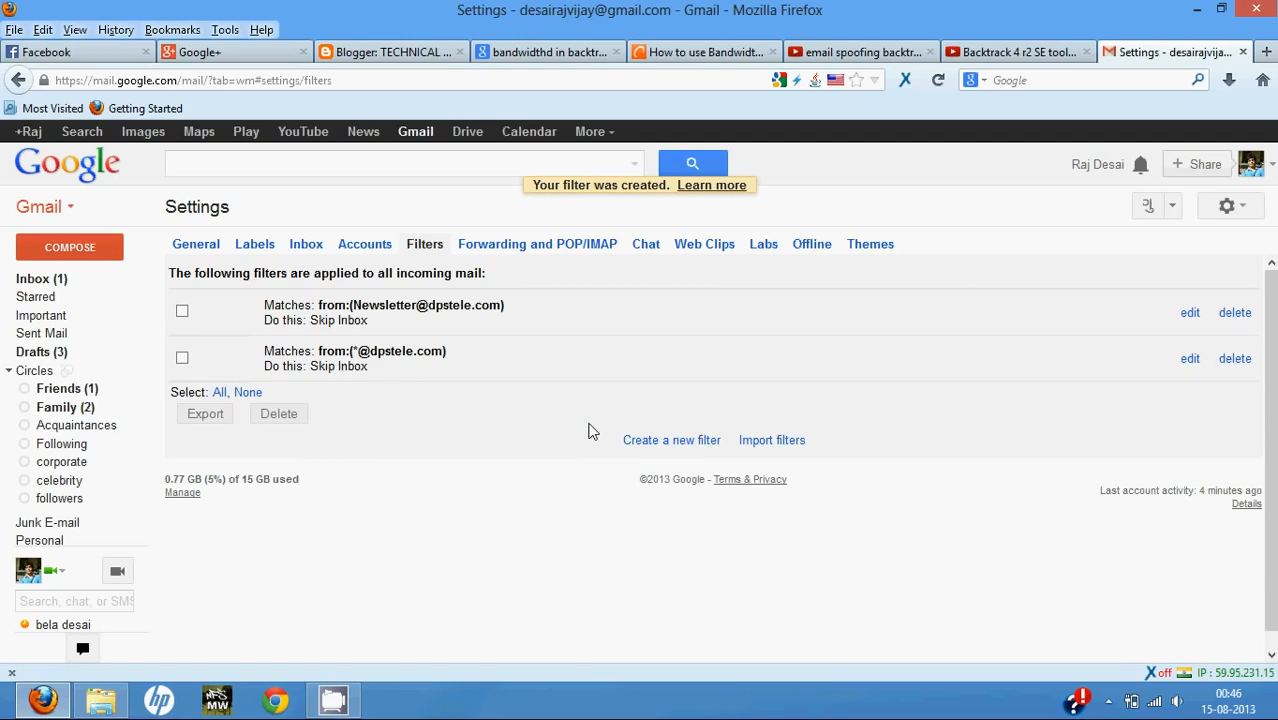 Settings - desairajvijay@gmail.com - Gmail - Mozilla Firefox
File Edit View History Bookmarks Tools Help
Facebook Google+ Blogger: TECHNICAL ... bandwidthd in backtr... How to use Bandwidt... email spoofing backtr... Backtrack 4 r2 SE tool... Settings - desairajvija...
https://mail.google.com/mail/?tab=wm#settings/filters Google
Most Visited Getting Started
+Raj Search Images Maps Play YouTube News Gmail Drive Calendar More
Google Raj Desai + Share
Your filter was created. Learn more
Gmail Settings
General Labels Inbox Accounts Filters Forwarding and POP/IMAP Chat Web Clips Labs Offline Themes
COMPOSE
Inbox (1)
Starred
Important
Sent Mail
Drafts (3)
Circles
Friends (1)
Family (2)
Acquaintances
Following
corporate
celebrity
followers
Junk E-mail
Personal
Search, chat, or SMS
bela desai
The following filters are applied to all incoming mail:
Matches: from:(Newsletter@dpstele.com)
Do this: Skip Inbox
edit delete
Matches: from:(*@dpstele.com)
Do this: Skip Inbox
edit delete
Select: All, None
Export Delete
Create a new filter Import filters
0.77 GB (5%) of 15 GB used
Manage
©2013 Google - Terms & Privacy
Last account activity: 4 minutes ago
Details
X off IP : 59.95.231.15
hp NFS MW
00:46
15-08-2013